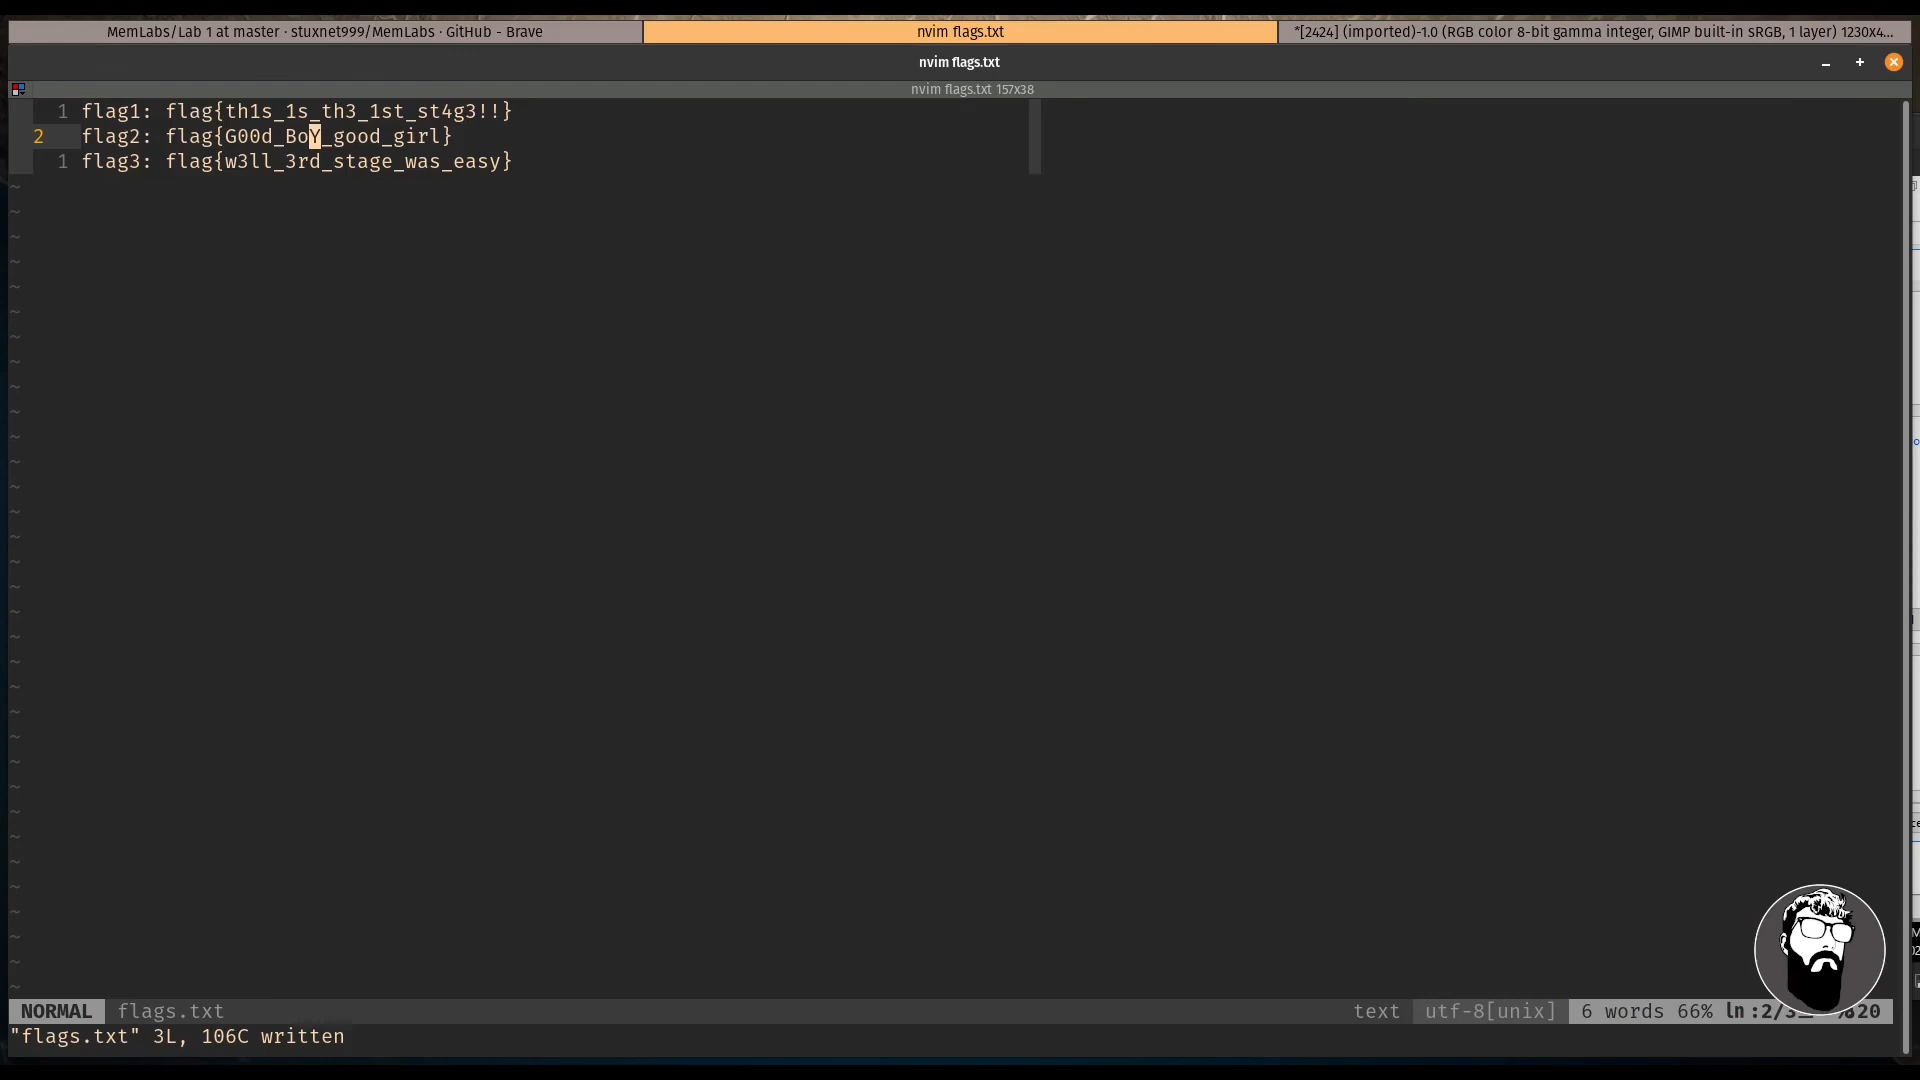 MemLabs/Lab 1 at master · stuxnet999/MemLabs · GitHub - Brave
nvim flags.txt
*[2424] (imported)-1.0 (RGB color 8-bit gamma integer, GIMP built-in sRGB, 1 layer) 1230x4...
nvim flags.txt
nvim flags.txt 157x38
1 flag1: flag{th1s_1s_th3_1st_st4g3!!}
2 flag2: flag{G00d_BoY_good_girl}
1 flag3: flag{w3ll_3rd_stage_was_easy}
NORMAL flags.txt text utf-8[unix] 6 words 66% ln:2/3
"flags.txt" 3L, 106C written